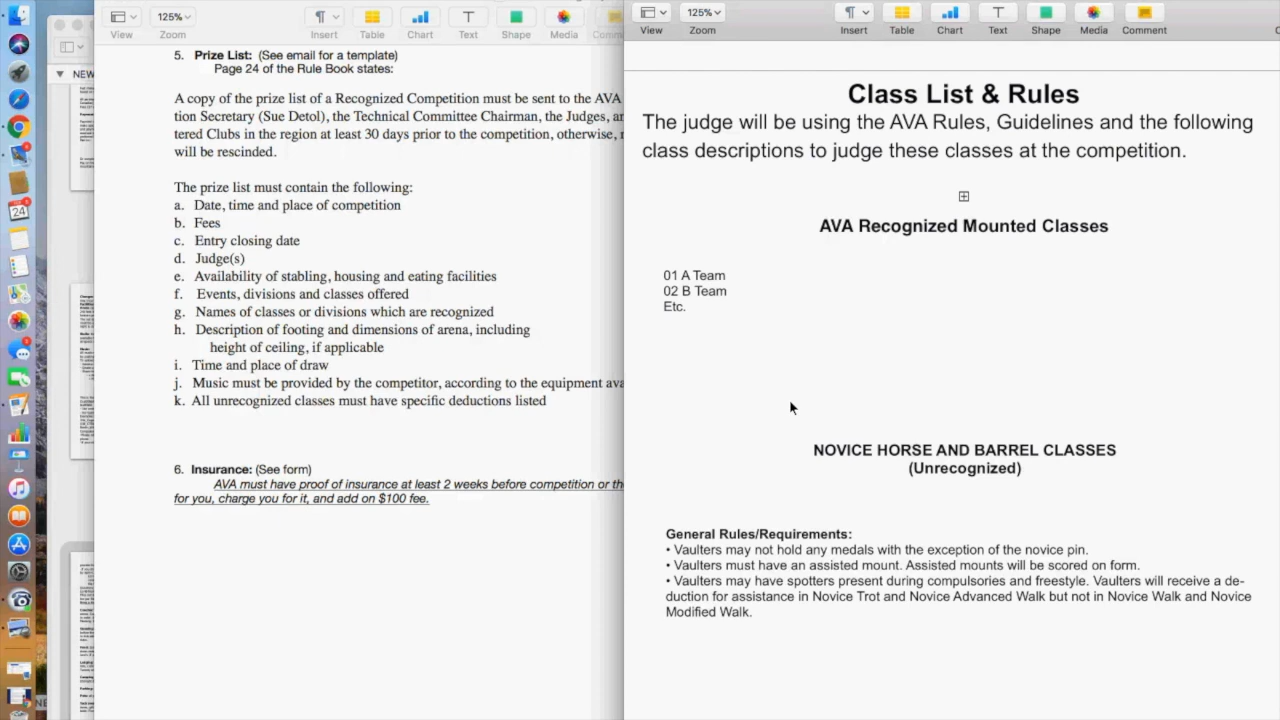 125%
View
Zoom
Insert
Table
Chart
Text
Shape
Media
NEW
24
5. Prize List: (See email for a template)
Page 24 of the Rule Book states:
A copy of the prize list of a Recognized Competition must be sent to the AVA
tion Secretary (Sue Detol), the Technical Committee Chairman, the Judges, an
tered Clubs in the region at least 30 days prior to the competition, otherwise,
will be rescinded.
The prize list must contain the following:
a. Date, time and place of competition
b. Fees
c. Entry closing date
d. Judge(s)
e. Availability of stabling, housing and eating facilities
f. Events, divisions and classes offered
g. Names of classes or divisions which are recognized
h. Description of footing and dimensions of arena, including
height of ceiling, if applicable
i. Time and place of draw
j. Music must be provided by the competitor, according to the equipment ava
k. All unrecognized classes must have specific deductions listed
6. Insurance: (See form)
AVA must have proof of insurance at least 2 weeks before competition or th
for you, charge you for it, and add on $100 fee.
125%
View
Zoom
Insert
Table
Chart
Text
Shape
Media
Comment
Class List & Rules
The judge will be using the AVA Rules, Guidelines and the following
class descriptions to judge these classes at the competition.
AVA Recognized Mounted Classes
01 A Team
02 B Team
Etc.
NOVICE HORSE AND BARREL CLASSES
(Unrecognized)
General Rules/Requirements:
• Vaulters may not hold any medals with the exception of the novice pin.
• Vaulters must have an assisted mount. Assisted mounts will be scored on form.
• Vaulters may have spotters present during compulsories and freestyle. Vaulters will receive a de-
duction for assistance in Novice Trot and Novice Advanced Walk but not in Novice Walk and Novice
Modified Walk.